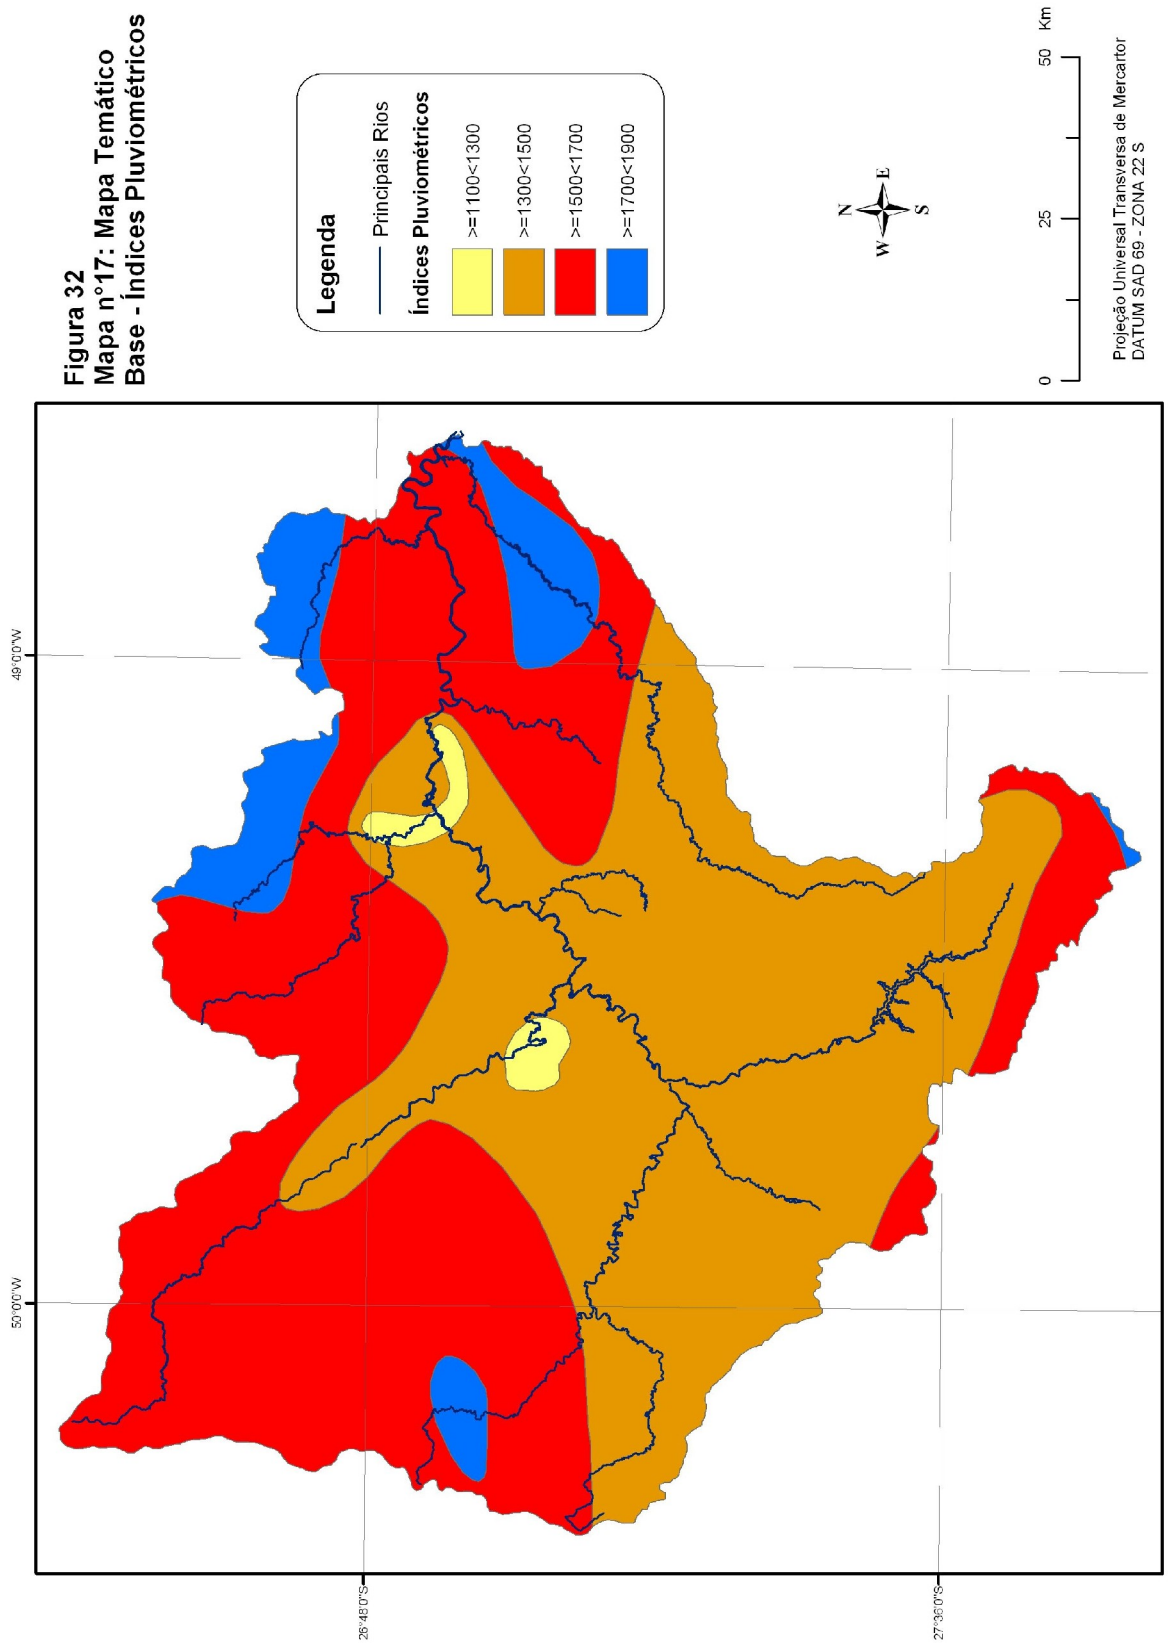 Figura 32
Mapa n°17: Mapa Temático
Base - Índices Pluviométricos
Legenda
Principais Rios
Índices Pluviométricos
>=1100<1300
>=1300<1500
>=1500<1700
>=1700<1900
N
W E
S
0 25 50 Km
Projeção Universal Transversa de Mercartor
DATUM SAD 69 - ZONA 22 S
50°0'0"W
49°0'0"W
26°48'0"S
27°36'0"S